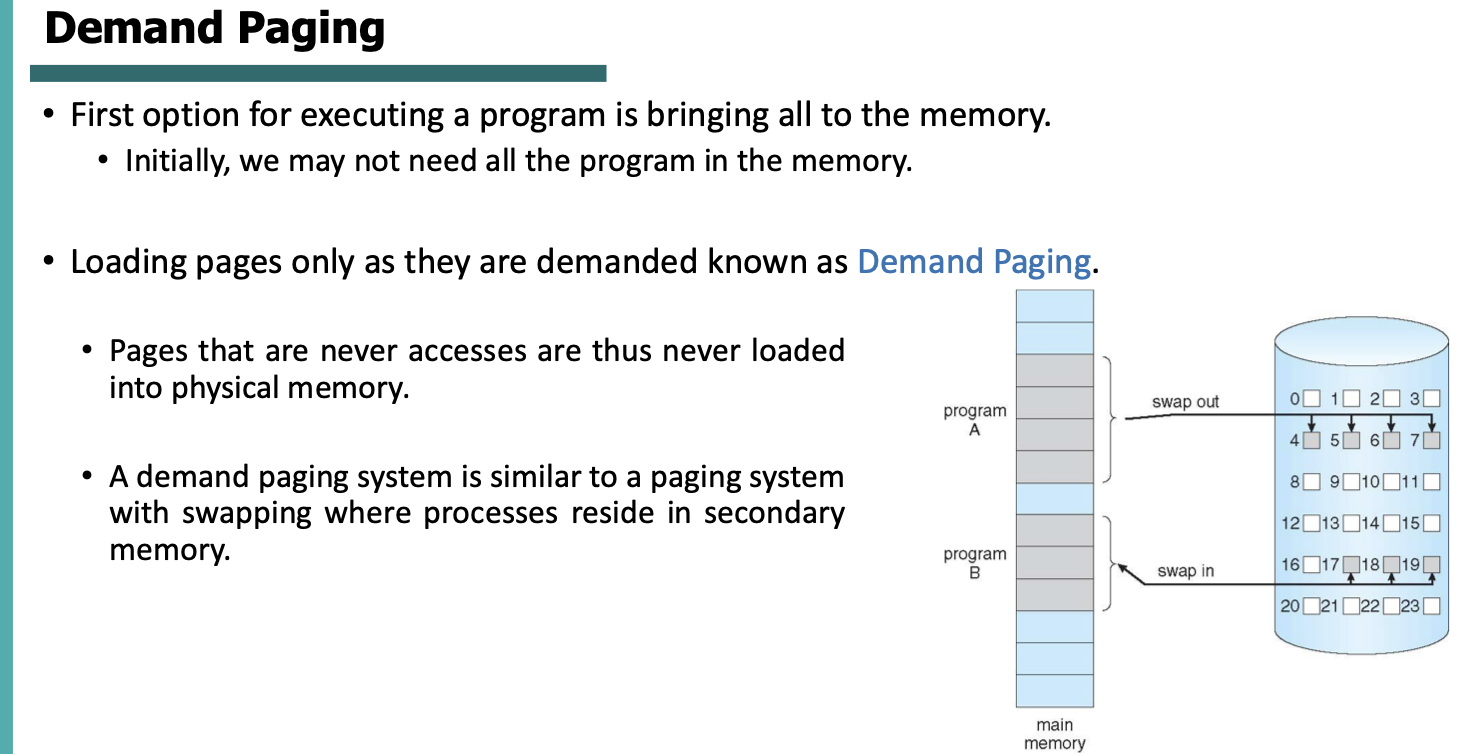 Demand Paging
• First option for executing a program is bringing all to the memory.
• Initially, we may not need all the program in the memory.
• Loading pages only as they are demanded known as Demand Paging.
• Pages that are never accesses are thus never loaded
into physical memory.
• A demand paging system is similar to a paging system
with swapping where processes reside in secondary
memory.
program
A
swap out
program
B
swap in
main
memory
0 1 2 3
4 5 6 7
8 9 10 11
12 13 14 15
16 17 18 19
20 21 22 23